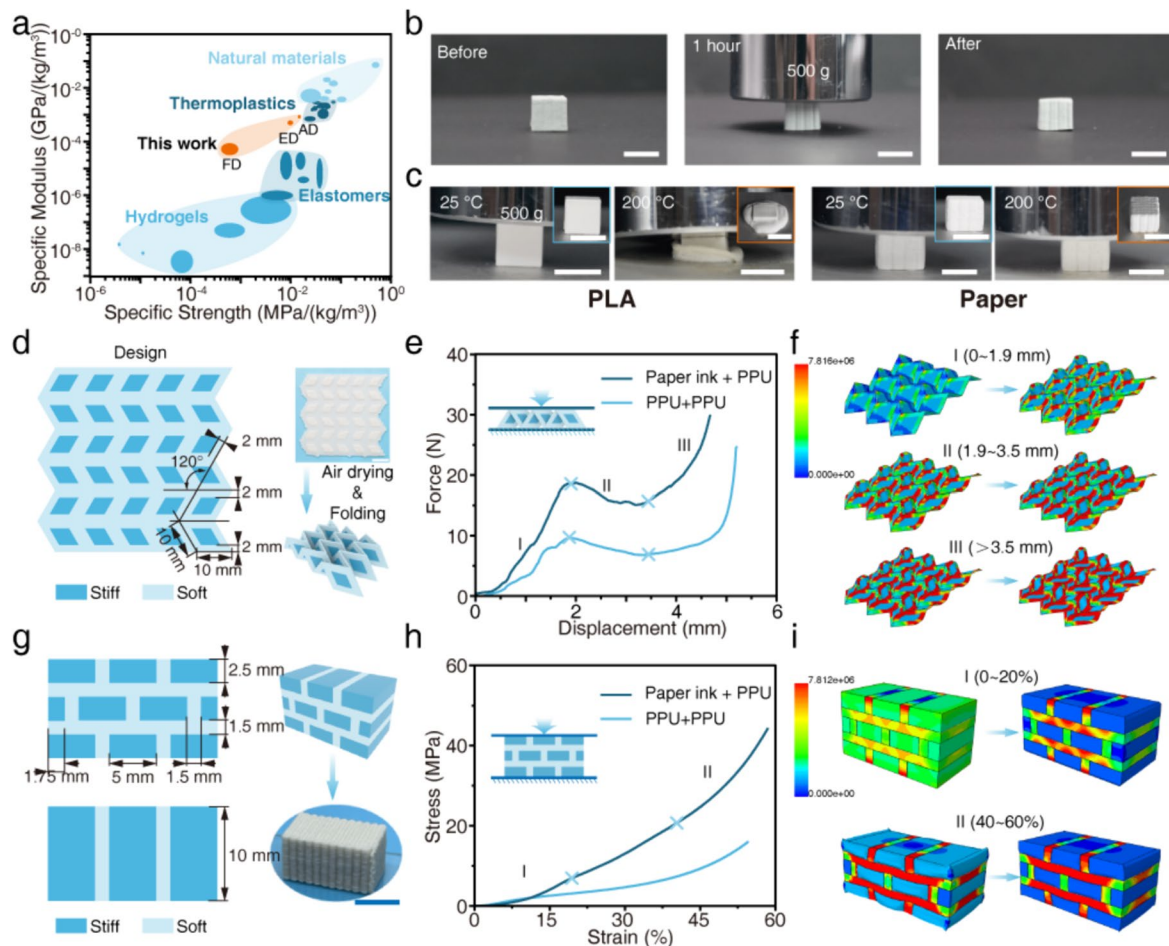 a
Specific Modulus (GPa/(kg/m³))
10⁻⁰
10⁻²
10⁻⁴
10⁻⁶
10⁻⁸
Natural materials
Thermoplastics
This work
ED
AD
FD
Elastomers
Hydrogels
10⁻⁶
10⁻⁴
10⁻²
10⁰
Specific Strength (MPa/(kg/m³))
b
Before
1 hour
500 g
After
c
25 °C
500 g
200 °C
25 °C
200 °C
PLA
Paper
d
Design
2 mm
120°
2 mm
10 mm
2 mm
10 mm
Stiff
Soft
Air drying
&
Folding
e
Force (N)
40
30
20
10
0
Paper ink + PPU
PPU+PPU
I
II
III
0
2
4
6
Displacement (mm)
f
7.816e+06
0.000e+00
I (0~1.9 mm)
II (1.9~3.5 mm)
III (>3.5 mm)
g
2.5 mm
1.5 mm
1.75 mm
5 mm
1.5 mm
10 mm
Stiff
Soft
h
Stress (MPa)
60
40
20
0
Paper ink + PPU
PPU+PPU
I
II
0
15
30
45
60
Strain (%)
i
7.812e+06
0.000e+00
I (0~20%)
II (40~60%)